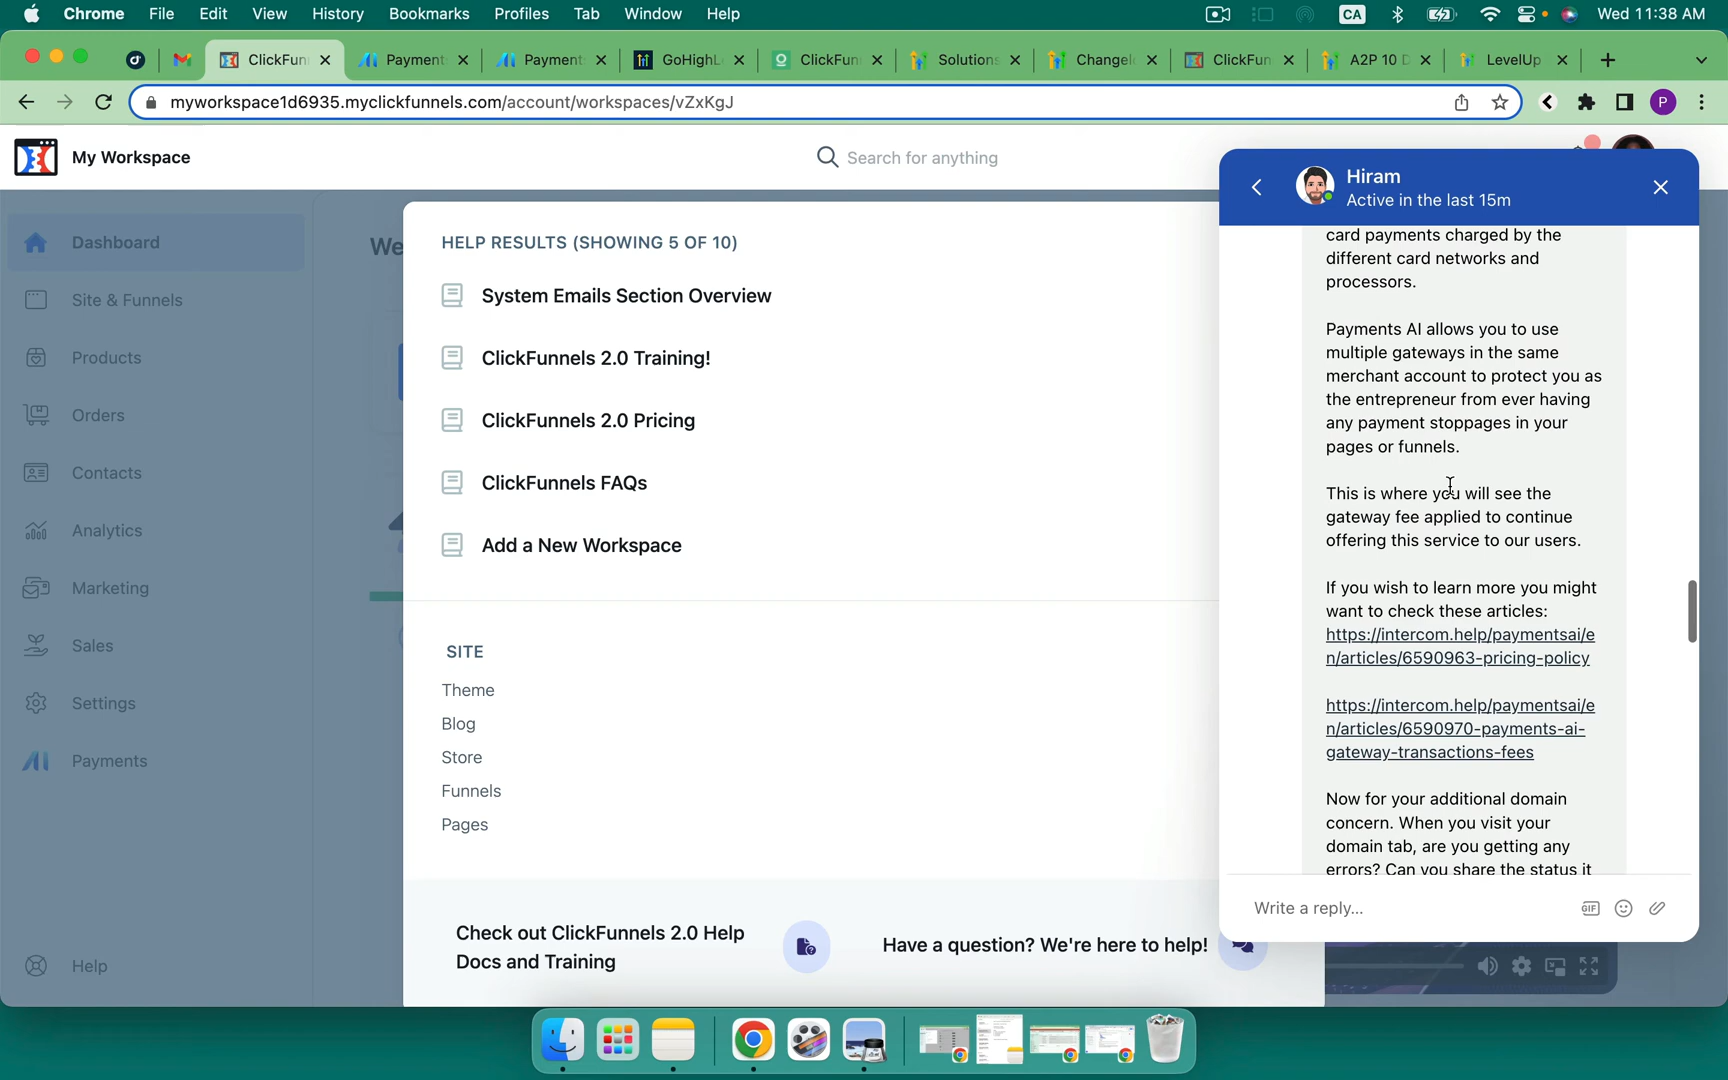 Chrome File Edit View History Bookmarks Profiles Tab Window Help CA Wed 11:38 AM
ClickFun Payment Payment GoHighL ClickFun Solutions Changel ClickFun A2P 10 D LevelUp
myworkspace1d6935.myclickfunnels.com/account/workspaces/vZxKgJ P
My Workspace
Search for anything
Dashboard
Site & Funnels
Products
Orders
Contacts
Analytics
Marketing
Sales
Settings
Payments
Help
We
HELP RESULTS (SHOWING 5 OF 10)
System Emails Section Overview
ClickFunnels 2.0 Training!
ClickFunnels 2.0 Pricing
ClickFunnels FAQs
Add a New Workspace
SITE
Theme
Blog
Store
Funnels
Pages
Check out ClickFunnels 2.0 Help
Docs and Training
Have a question? We're here to help!
Hiram
Active in the last 15m
card payments charged by the
different card networks and
processors.
Payments AI allows you to use
multiple gateways in the same
merchant account to protect you as
the entrepreneur from ever having
any payment stoppages in your
pages or funnels.
This is where you will see the
gateway fee applied to continue
offering this service to our users.
If you wish to learn more you might
want to check these articles:
https://intercom.help/paymentsai/e
n/articles/6590963-pricing-policy
https://intercom.help/paymentsai/e
n/articles/6590970-payments-ai-
gateway-transactions-fees
Now for your additional domain
concern. When you visit your
domain tab, are you getting any
errors? Can you share the status it
Write a reply...
GIF